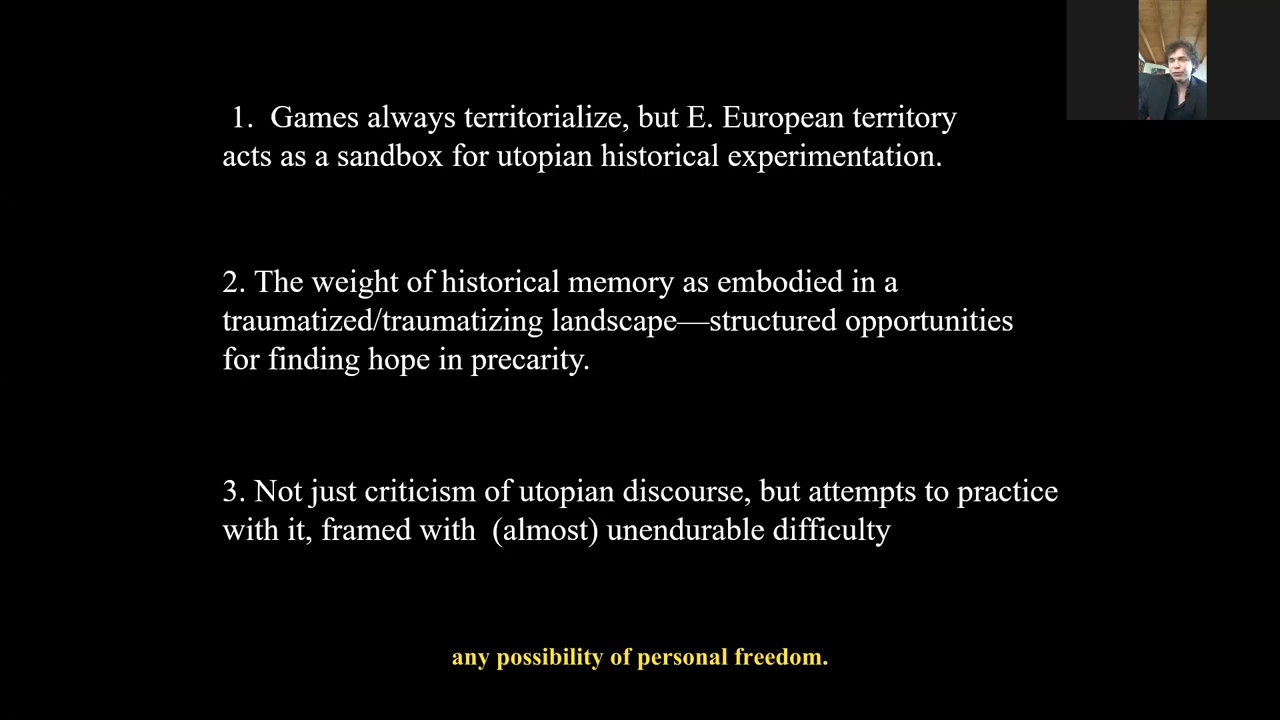 1. Games always territorialize, but E. European territory
acts as a sandbox for utopian historical experimentation.
2. The weight of historical memory as embodied in a
traumatized/traumatizing landscape—structured opportunities
for finding hope in precarity.
3. Not just criticism of utopian discourse, but attempts to practice
with it, framed with (almost) unendurable difficulty
any possibility of personal freedom.